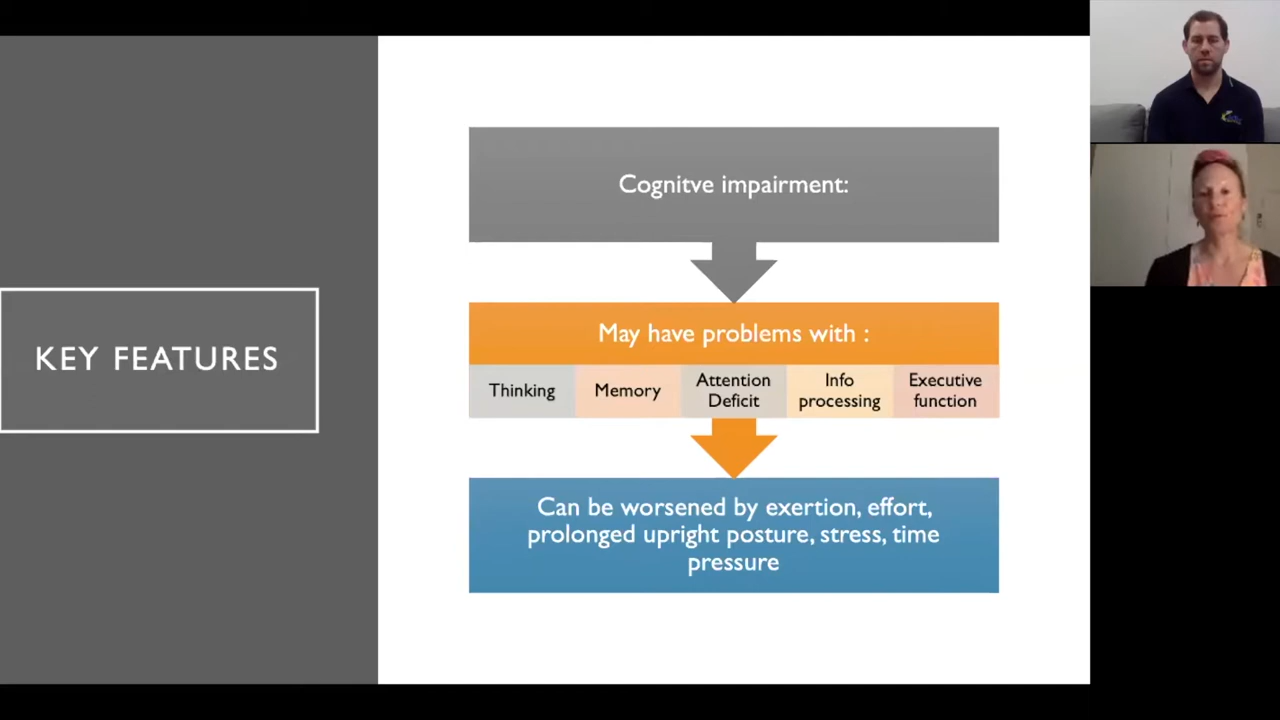 KEY FEATURES
Cognitve impairment:
May have problems with :
Thinking
Memory
Attention
Deficit
Info
processing
Executive
function
Can be worsened by exertion, effort,
prolonged upright posture, stress, time
pressure